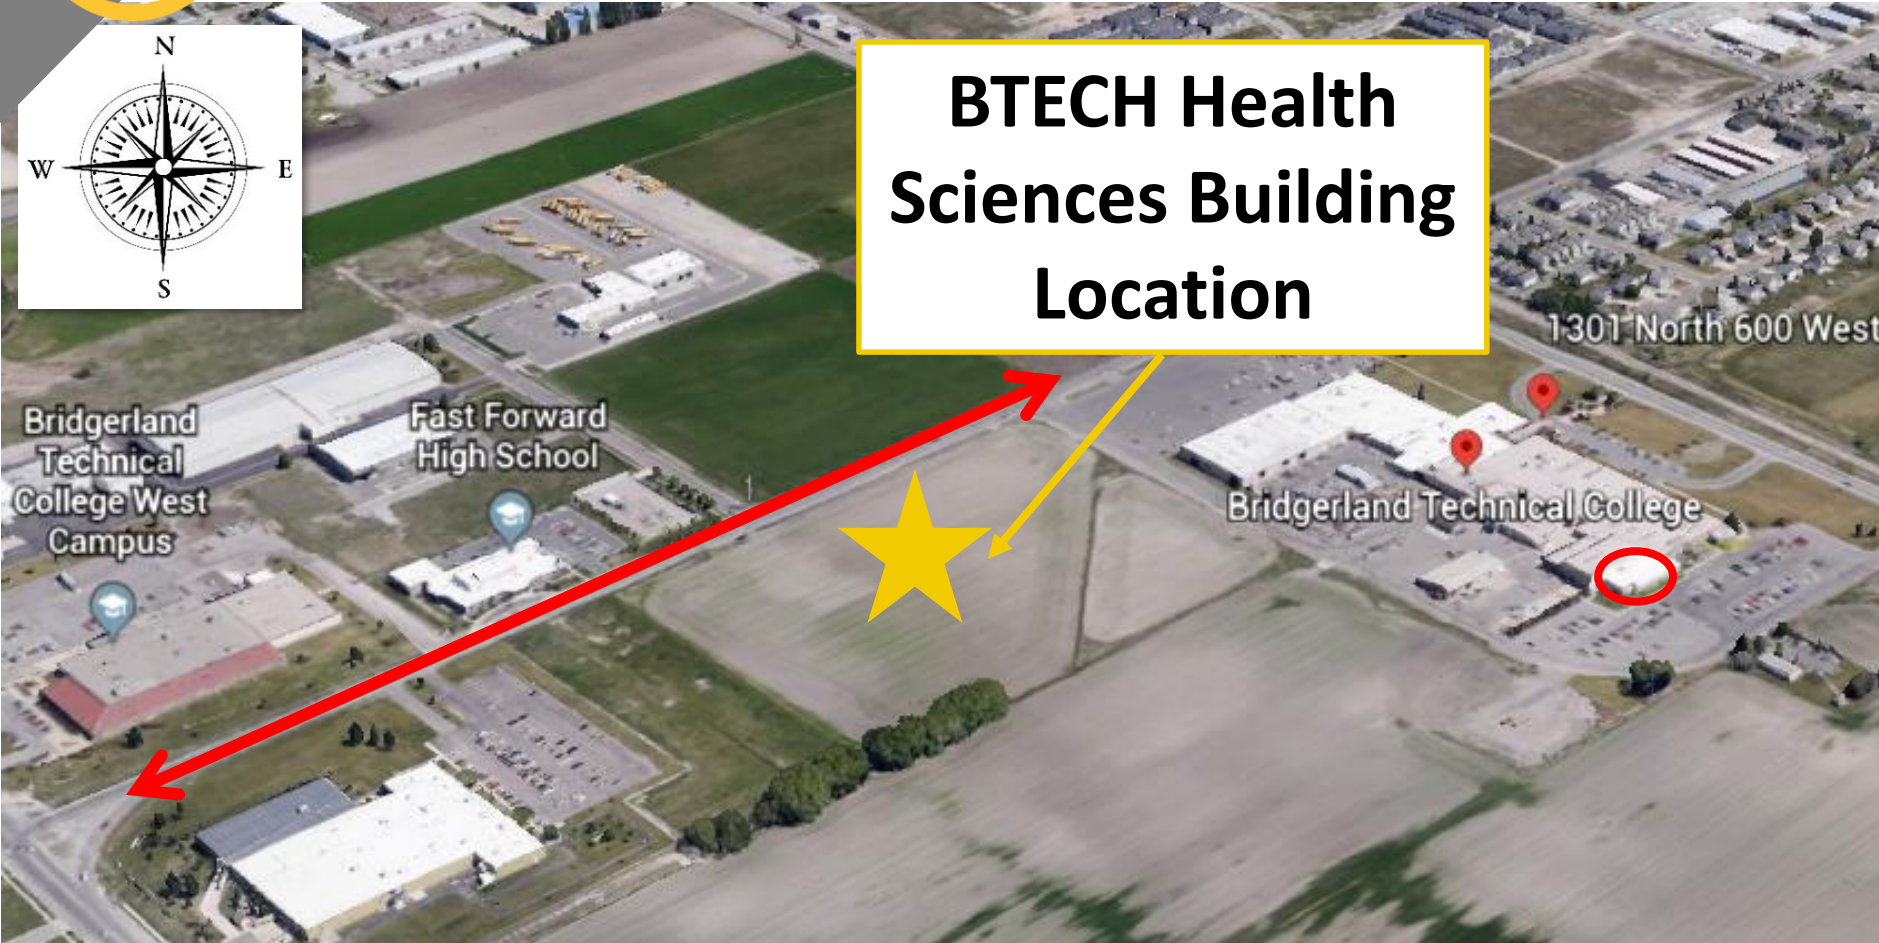 N
W
E
S
BTECH Health
Sciences Building
Location
1301 North 600 West
Bridgerland
Technical
College West
Campus
Fast Forward
High School
Bridgerland Technical College